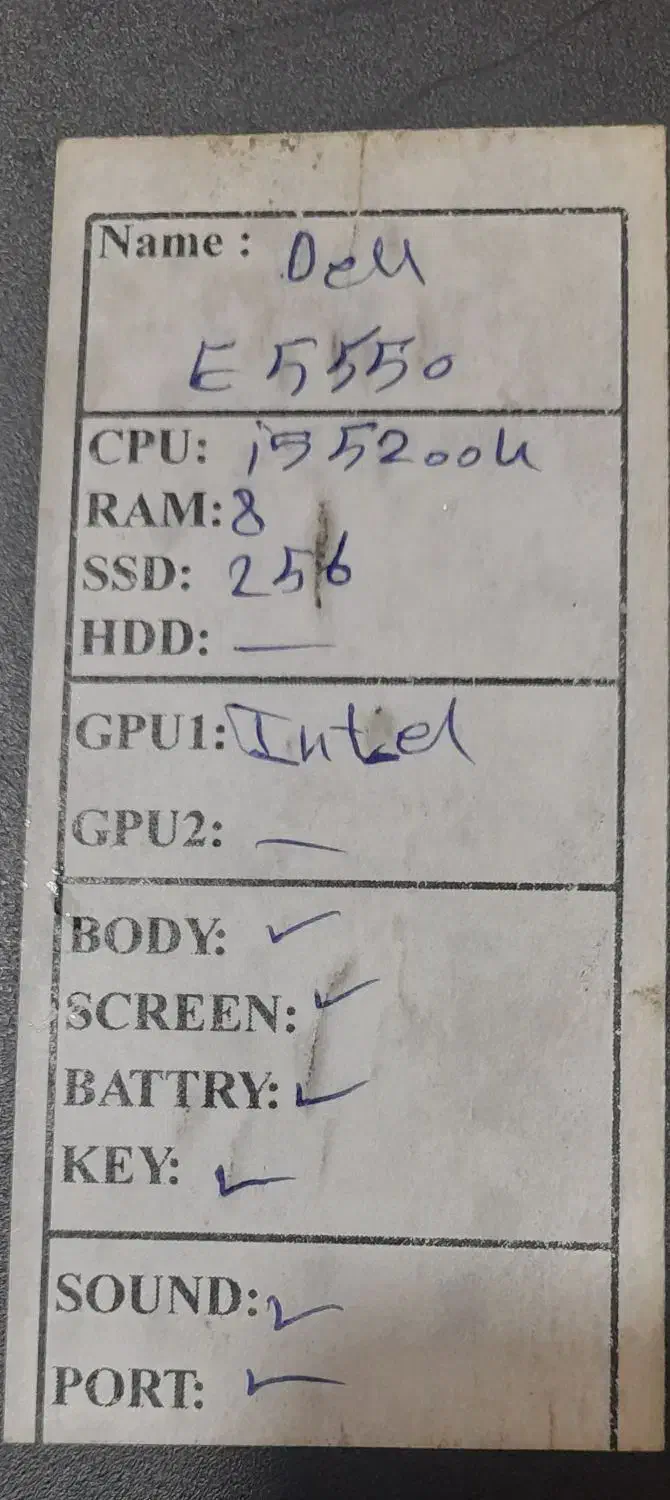 Name : Dell
E 5550
CPU: i5 5200u
RAM: 8
SSD: 256
HDD: —
GPU1: Intel
GPU2: —
BODY: ✓
SCREEN: ✓
BATTRY: ✓
KEY: ✓
SOUND: ✓
PORT: ✓